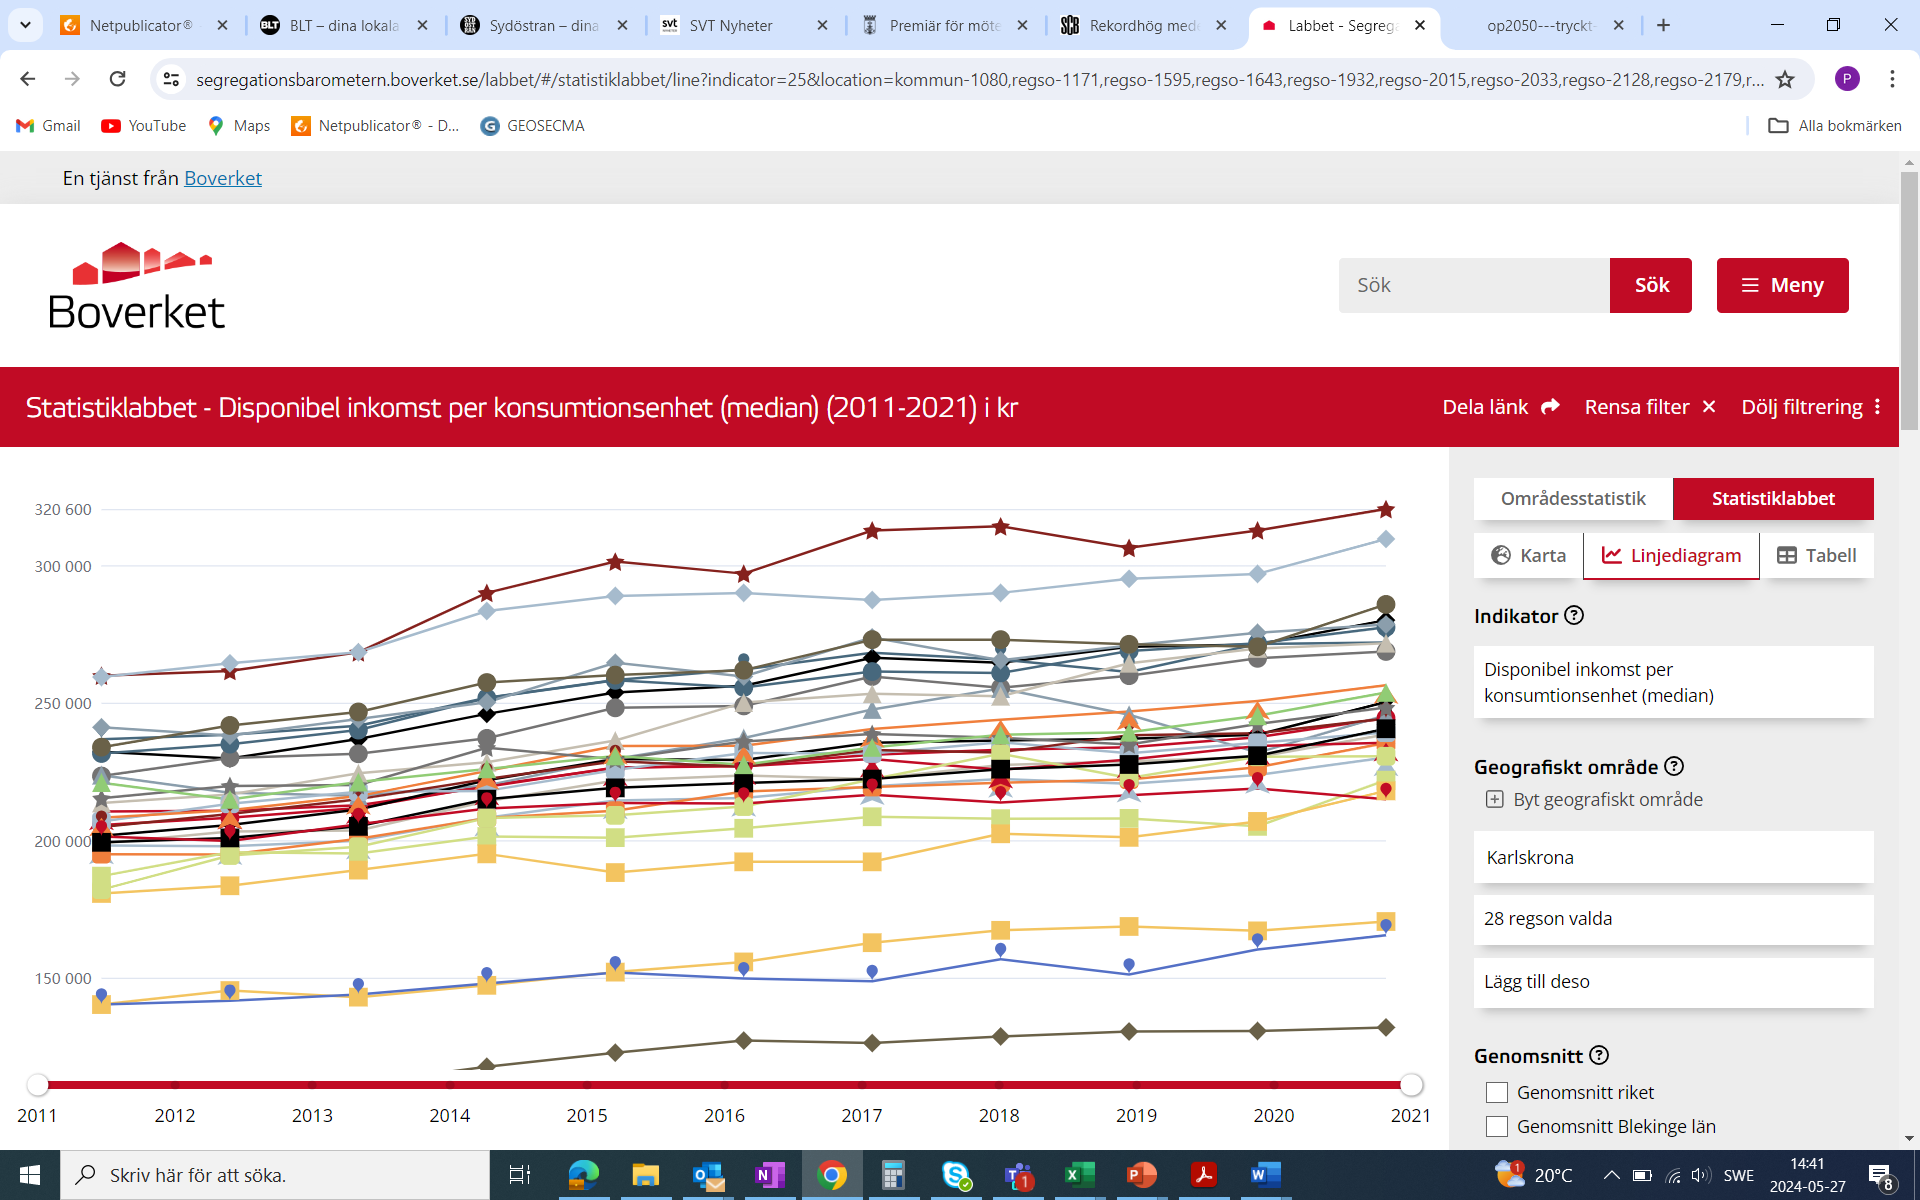 Netpublicator®
BLT – dina lokala
Sydöstran – dina
SVT Nyheter
Premiär för möte
Rekordhög mede
Labbet - Segrega
op2050---tryckt-
segregationsbarometern.boverket.se/labbet/#/statistiklabbet/line?indicator=25&location=kommun-1080,regso-1171,regso-1595,regso-1643,regso-1932,regso-2015,regso-2033,regso-2128,regso-2179,r...
P
Gmail
YouTube
Maps
Netpublicator® - D...
GEOSECMA
Alla bokmärken
En tjänst från Boverket
Boverket
Sök
Sök
Meny
Statistiklabbet - Disponibel inkomst per konsumtionsenhet (median) (2011-2021) i kr
Dela länk
Rensa filter
Dölj filtrering
320 600
300 000
250 000
200 000
150 000
2011
2012
2013
2014
2015
2016
2017
2018
2019
2020
2021
Områdesstatistik
Statistiklabbet
Karta
Linjediagram
Tabell
Indikator
Disponibel inkomst per
konsumtionsenhet (median)
Geografiskt område
Byt geografiskt område
Karlskrona
28 regson valda
Lägg till deso
Genomsnitt
Genomsnitt riket
Genomsnitt Blekinge län
Skriv här för att söka.
1
1
20°C
SWE
14:41
2024-05-27
8